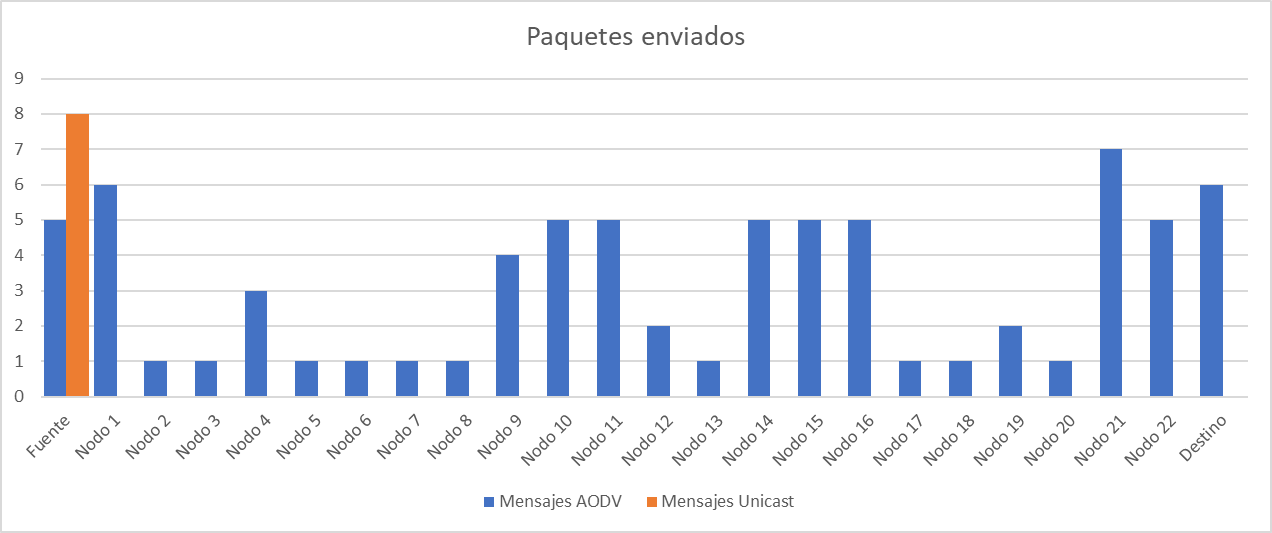 Paquetes enviados
9
8
7
6
5
4
3
2
1
0
Fuente
Nodo 1
Nodo 2
Nodo 3
Nodo 4
Nodo 5
Nodo 6
Nodo 7
Nodo 8
Nodo 9
Nodo 10
Nodo 11
Nodo 12
Nodo 13
Nodo 14
Nodo 15
Nodo 16
Nodo 17
Nodo 18
Nodo 19
Nodo 20
Nodo 21
Nodo 22
Destino
Mensajes AODV Mensajes Unicast